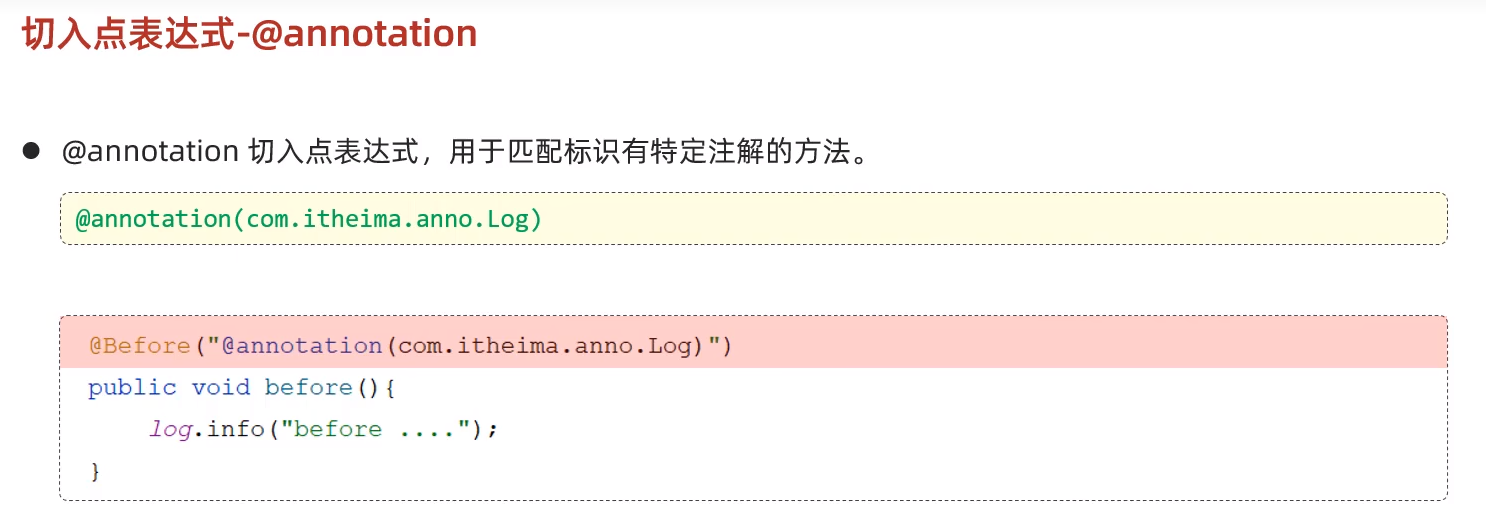 切入点表达式-@annotation
● @annotation 切入点表达式，用于匹配标识有特定注解的方法。
@annotation(com.itheima.anno.Log)
@Before("@annotation(com.itheima.anno.Log)")
public void before(){
    log.info("before ....");
}